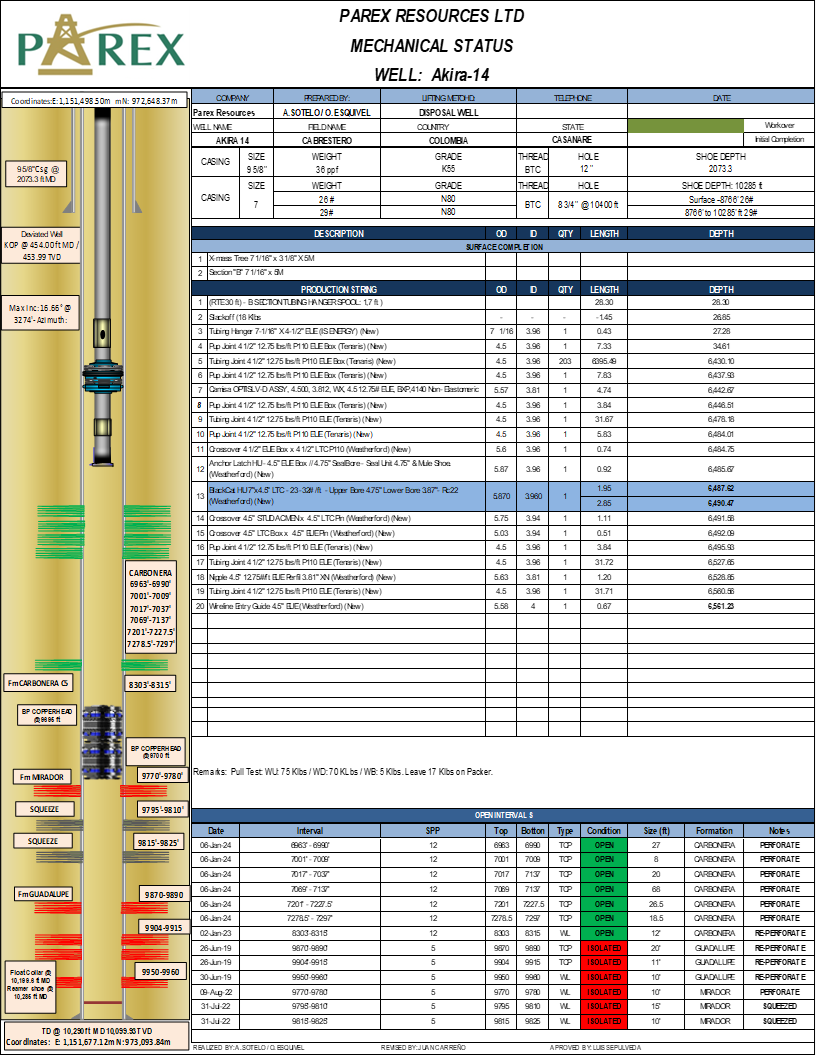 PAREX RESOURCES LTD
MECHANICAL STATUS
WELL: Akira-14
PAREX
Coordinates:E: 1,151,498.50m mN: 972,648.37m
COMPANY PREPARED BY: LIFTING METOHD: TELEPHONE DATE
Parex Resources A.SOTELO / O. ESQUIVEL DISPOSAL WELL
WELL NAME FIELD NAME COUNTRY STATE Workover
AKIRA 14 CABRESTERO COLOMBIA CASANARE Initial Completion
CASING SIZE WEIGHT GRADE THREAD HOLE SHOE DEPTH
9 5/8" 36 ppf K55 BTC 12 " 2073.3
CASING SIZE WEIGHT GRADE THREAD HOLE SHOE DEPTH: 10285 ft
7 26 # N80 BTC 8 3/4" @ 10400 ft Surface -8766' 26#
29# N80 8766' to 10285' ft 29#
DESCRIPTION OD ID QTY LENGTH DEPTH
SURFACE COMPLETION
1 X-mass Tree 7 1/16" x 3 1/8" X 5M
2 Section "B" 7 1/16" x 5M
PRODUCTION STRING OD ID QTY LENGTH DEPTH
1 (RTE 30 ft) - B SECTION TUBING HANGER SPOOL: 1,7 ft ) 28.30 28.30
2 Slackoff (18 Klbs - - - -1.45 26.85
3 Tubing Hanger 7-1/16" X 4-1/2" EUE (IS ENERGY) (New) 7 1/16 3.96 1 0.43 27.28
4 Pup Joint 4 1/2" 12.75 lbs/ft P110 EUE Box (Tenaris) (New) 4.5 3.96 1 7.33 34.61
5 Tubing Joint 4 1/2" 12.75 lbs/ft P110 EUE Box (Tenaris) (New) 4.5 3.96 203 6395.49 6,430.10
6 Pup Joint 4 1/2" 12.75 lbs/ft P110 EUE Box (Tenaris) (New) 4.5 3.96 1 7.83 6,437.93
7 Camisa OPTISLV-D ASSY, 4.500, 3.812, WX, 4.5 12.75# EUE, BXP,4140 Non- Elastomeric 5.57 3.81 1 4.74 6,442.67
8 Pup Joint 4 1/2" 12.75 lbs/ft P110 EUE Box (Tenaris) (New) 4.5 3.96 1 3.84 6,446.51
9 Tubing Joint 4 1/2" 12.75 lbs/ft P110 EUE (Tenaris) (New) 4.5 3.96 1 31.67 6,478.18
10 Pup Joint 4 1/2" 12.75 lbs/ft P110 EUE (Tenaris) (New) 4.5 3.96 1 5.83 6,484.01
11 Crossover 4 1/2" EUE Box x 4 1/2" LTC P110 (Weatherford) (New) 5.6 3.96 1 0.74 6,484.75
12 Anchor Latch HU - 4.5" EUE Box // 4.75" Seal Bore - Seal Unit 4.75" & Mule Shoe. (Weatherford) (New) 5.87 3.96 1 0.92 6,485.67
13 BlackCat HU 7"x4.5" LTC - 23-32# /ft - Upper Bore 4.75" Lower Bore 3.87"- Rc22 (Weatherford) (New) 5.870 3.960 1 1.95 6,487.62
2.85 6,490.47
14 Crossover 4.5" STUD ACMEN x 4.5" LTC Pin (Weatherford) (New) 5.75 3.94 1 1.11 6,491.58
15 Crossover 4.5" LTC Box x 4.5" EUE Pin (Weatherford) (New) 5.03 3.94 1 0.51 6,492.09
16 Pup Joint 4 1/2" 12.75 lbs/ft P110 EUE (Tenaris) (New) 4.5 3.96 1 3.84 6,495.93
17 Tubing Joint 4 1/2" 12.75 lbs/ft P110 EUE (Tenaris) (New) 4.5 3.96 1 31.72 6,527.65
18 Nipple 4.5" 12.75/#ft EUE Perfil 3.81" XN (Weatherford) (New) 5.63 3.81 1 1.20 6,528.85
19 Tubing Joint 4 1/2" 12.75 lbs/ft P110 EUE (Tenaris) (New) 4.5 3.96 1 31.71 6,560.56
20 Wireline Entry Guide 4.5" EUE (Weatherford) (New) 5.58 4 1 0.67 6,561.23
Remarks: Pull Test: WU: 75 Klbs / WD: 70 KLbs / WB: 5 Klbs. Leave 17 Klbs on Packer.
OPEN INTERVALS
Date Interval SPP Top Botton Type Condition Size (ft) Formation Notes
06-Jan-24 6963' - 6990' 12 6963 6990 TCP OPEN 27 CARBONERA PERFORATE
06-Jan-24 7001' - 7009' 12 7001 7009 TCP OPEN 8 CARBONERA PERFORATE
06-Jan-24 7017' - 7037' 12 7017 7137 TCP OPEN 20 CARBONERA PERFORATE
06-Jan-24 7069' - 7137' 12 7069 7137 TCP OPEN 68 CARBONERA PERFORATE
06-Jan-24 7201' - 7227.5' 12 7201 7227.5 TCP OPEN 26.5 CARBONERA PERFORATE
06-Jan-24 7278.5' - 7297' 12 7278.5 7297 TCP OPEN 18.5 CARBONERA PERFORATE
02-Jan-23 8303'-8315' 12 8303 8315 WL OPEN 12' CARBONERA RE-PERFORATE
26-Jun-19 9870'-9890' 5 9870 9890 TCP ISOLATED 20' GUADALUPE RE-PERFORATE
26-Jun-19 9904'-9915' 5 9904 9915 TCP ISOLATED 11' GUADALUPE RE-PERFORATE
30-Jun-19 9950'-9960' 5 9950 9960 WL ISOLATED 10' GUADALUPE RE-PERFORATE
09-Aug-22 9770'-9780' 5 9770 9780 WL ISOLATED 10' MIRADOR PERFORATE
31-Jul-22 9795'-9810' 5 9795 9810 WL ISOLATED 15' MIRADOR SQUEEZED
31-Jul-22 9815'-9825' 5 9815 9825 WL ISOLATED 10' MIRADOR SQUEEZED
REALIZED BY: A. SOTELO / O. ESQUIVEL REVISED BY: JUAN CARREÑO APROVED BY: LUIS SEPULVEDA
9 5/8" Csg @
2073.3 ft MD
Deviated Well
KOP @ 454.00 ft MD /
453.99 TVD
Max Inc: 16.66° @
3274'- Azimuth:
CARBONERA
6963'-6990'
7001'-7009'
7017'-7037'
7069'-7137'
7201'-7227.5'
7278.5'-7297'
Fm CARBONERA C5
8303'-8315'
BP COPPERHEAD
@9695 ft
BP COPPERHEAD
@9700 ft
Fm MIRADOR
9770'-9780'
SQUEEZE
9795'-9810'
SQUEEZE
9815'-9825'
Fm GUADALUPE
9870-9890
9904-9915
9950-9960
Float Collar @
10,199.6 ft MD
Reamer shoe @
10,285 ft MD
TD @ 10,290 ft MD 10,099.93 TVD
Coordinates: E: 1,151,677.12m N: 973,093.84m